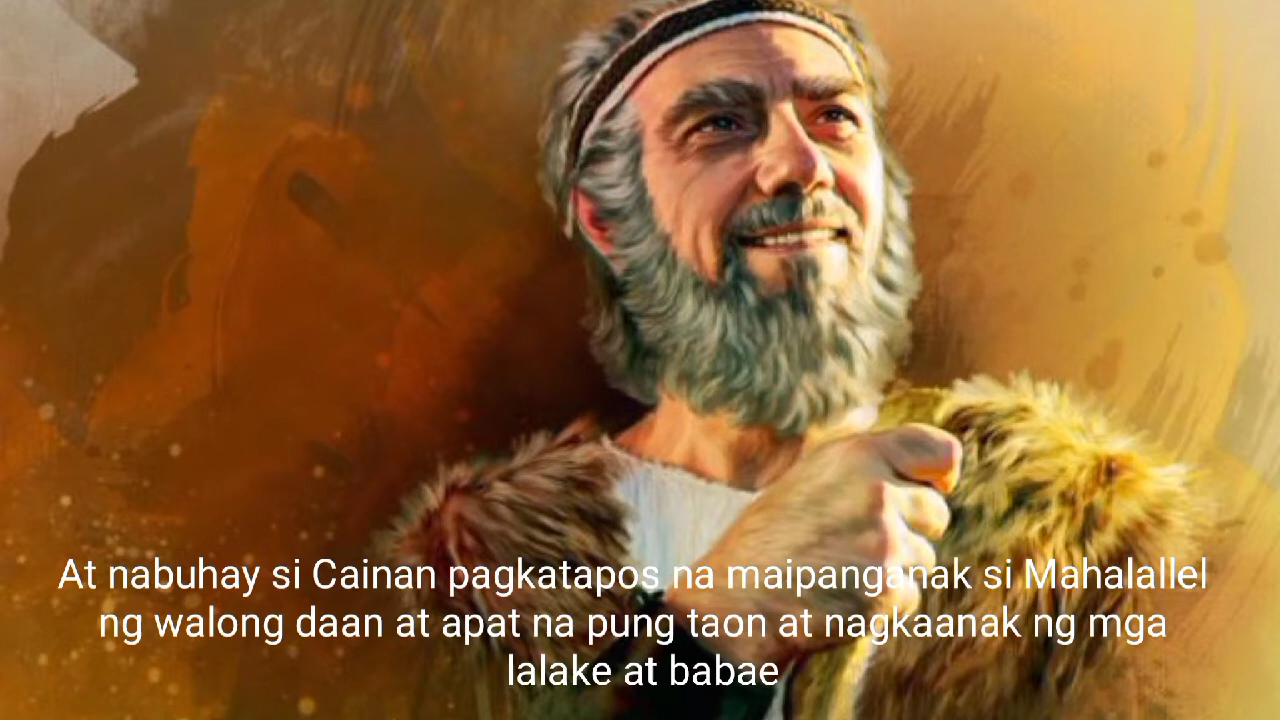 At nabuhay si Cainan pagkatapos na maipanganak si Mahalallel
ng walong daan at apat na pung taon at nagkaanak ng mga
lalake at babae